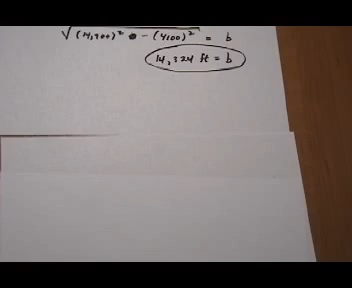 √(14,900)² - (4100)² = b
14,324 ft = b